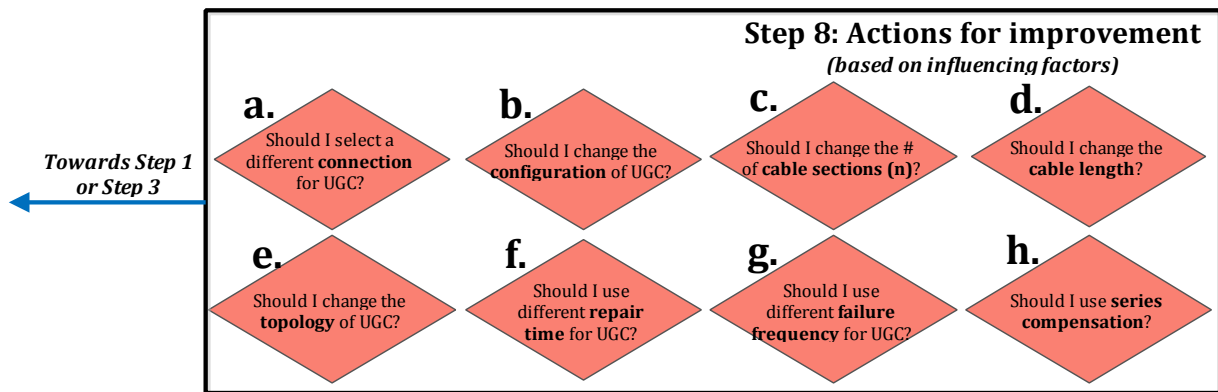 Step 8: Actions for improvement
(based on influencing factors)
Towards Step 1
or Step 3
a.
Should I select a
different connection
for UGC?
b.
Should I change the
configuration of UGC?
c.
Should I change the #
of cable sections (n)?
d.
Should I change the
cable length?
e.
Should I change the
topology of UGC?
f.
Should I use
different repair
time for UGC?
g.
Should I use
different failure
frequency for UGC?
h.
Should I use series
compensation?